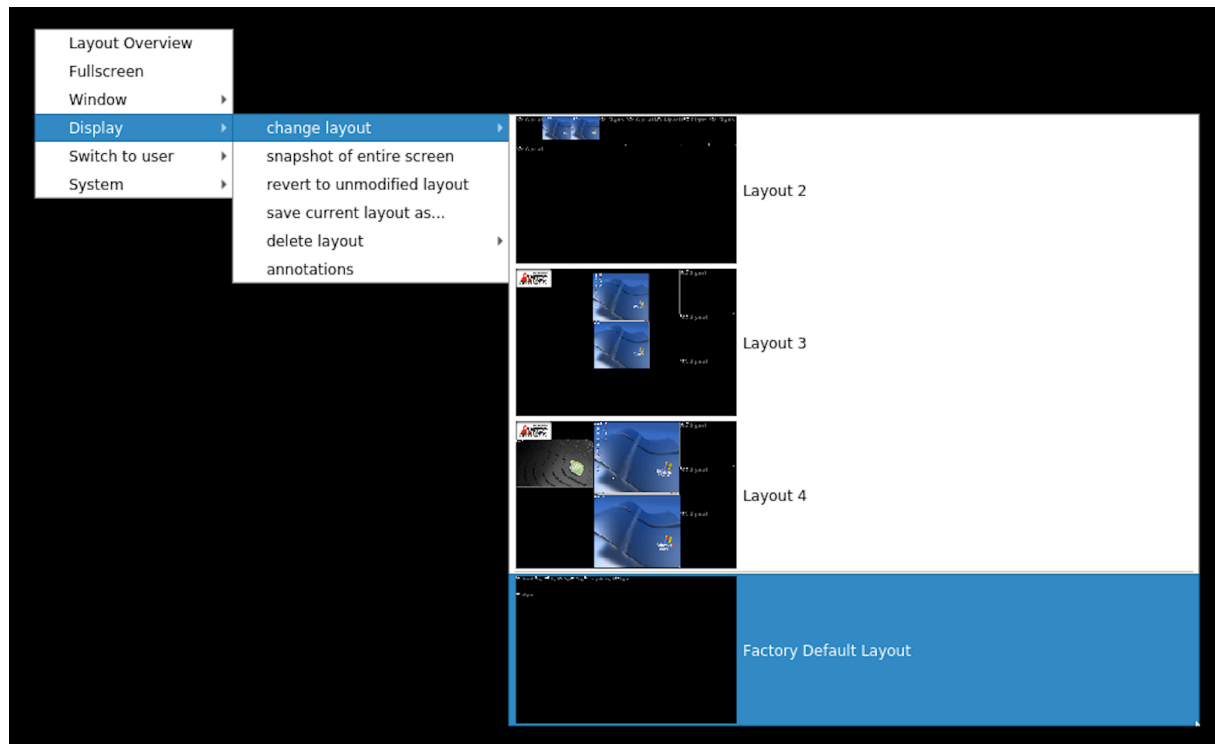 Layout Overview
Fullscreen
Window
Display
Switch to user
System
change layout
snapshot of entire screen
revert to unmodified layout
save current layout as...
delete layout
annotations
Layout 2
Layout 3
Layout 4
Factory Default Layout